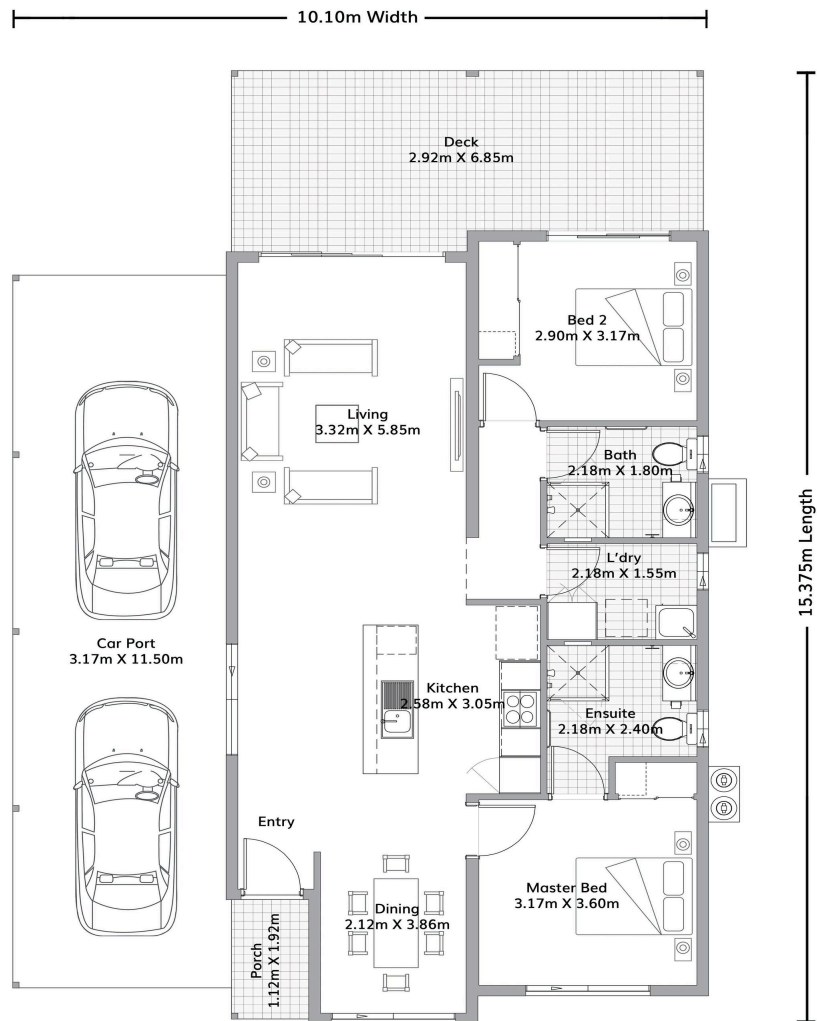 10.10m Width
Deck
2.92m X 6.85m
Bed 2
2.90m X 3.17m
Living
3.32m X 5.85m
Bath
2.18m X 1.80m
15.375m Length
L'dry
2.18m X 1.55m
Car Port
3.17m X 11.50m
Kitchen
2.58m X 3.05m
Ensuite
2.18m X 2.40m
Entry
Master Bed
3.17m X 3.60m
Dining
2.12m X 3.86m
Porch
1.12m X 1.92m